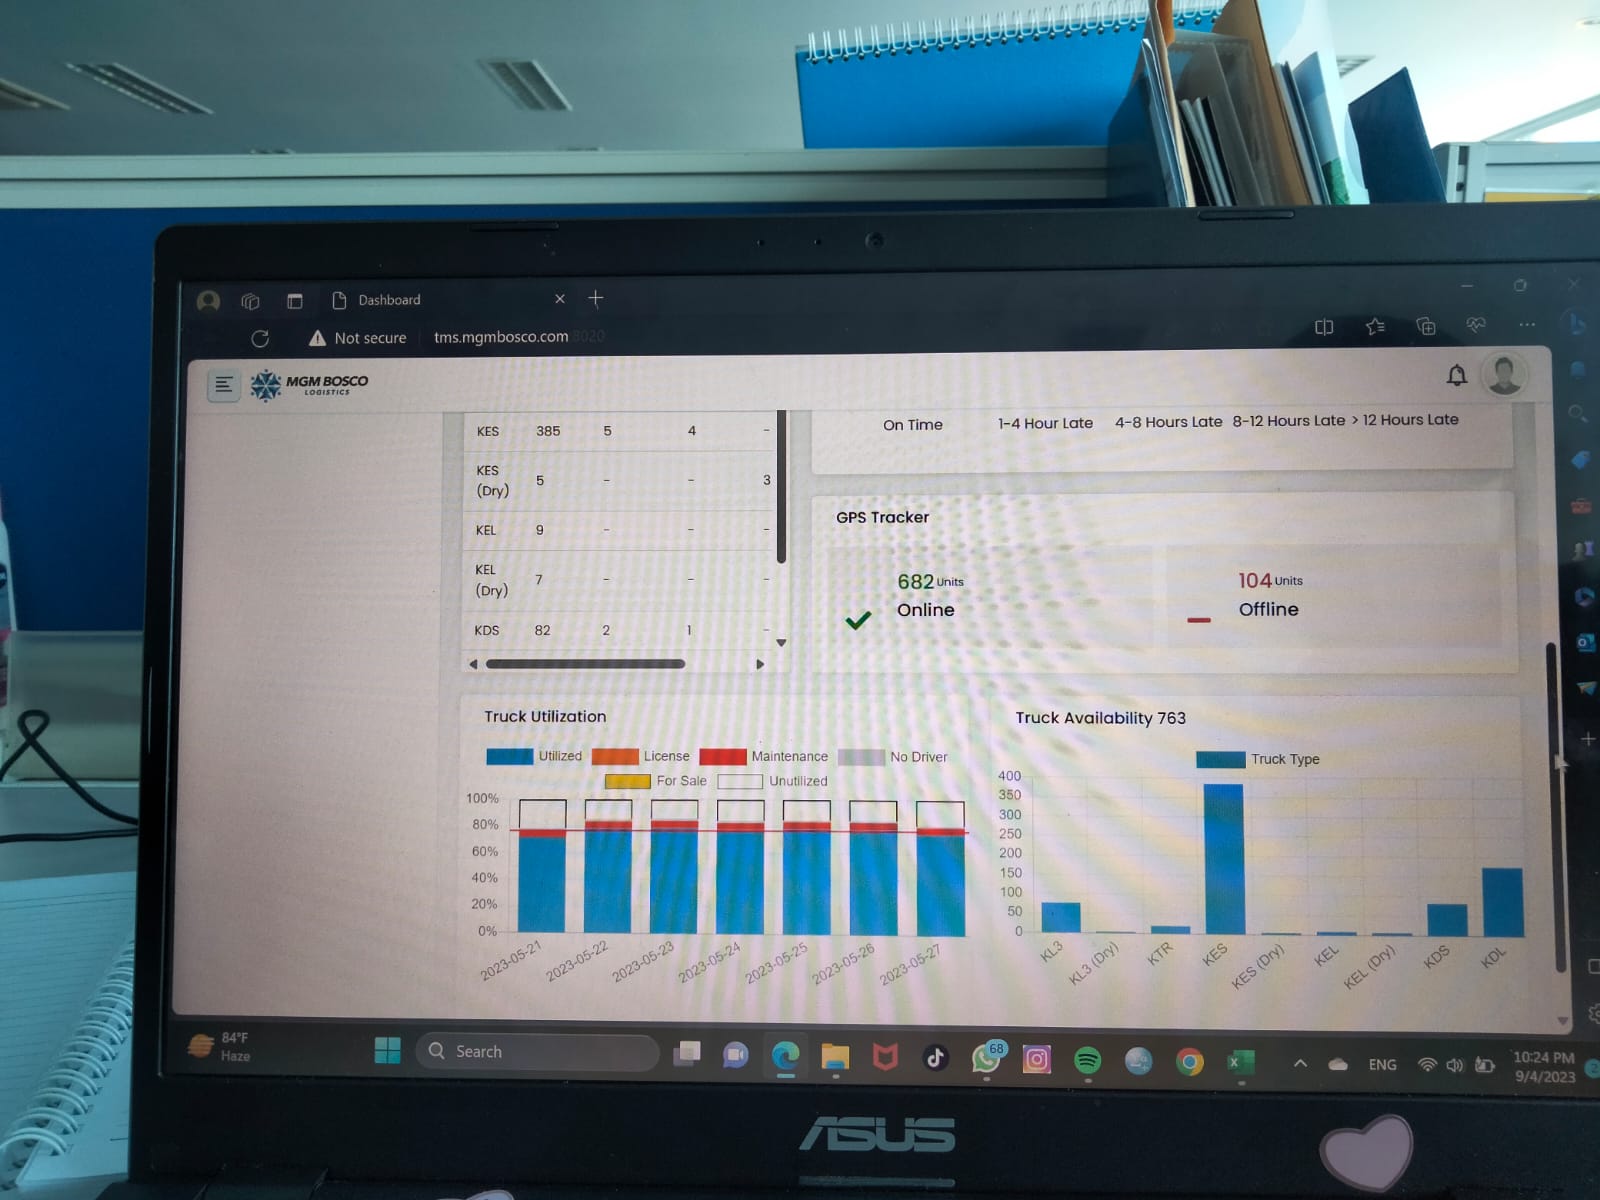 Dashboard
Not secure tms.mgmbosco.com:8020
MGM BOSCO
LOGISTICS
KES 385 5 4 -
KES (Dry) 5 - - 3
KEL 9 - - -
KEL (Dry) 7 - - -
KDS 82 2 1 -
On Time 1-4 Hour Late 4-8 Hours Late 8-12 Hours Late > 12 Hours Late
GPS Tracker
682 Units
Online
104 Units
Offline
Truck Utilization
Utilized License Maintenance No Driver
For Sale Unutilized
100%
80%
60%
40%
20%
0%
2023-05-21 2023-05-22 2023-05-23 2023-05-24 2023-05-25 2023-05-26 2023-05-27
Truck Availability 763
Truck Type
400
350
300
250
200
150
100
50
0
KL3 KL3 (Dry) KTR KES KES (Dry) KEL KEL (Dry) KDS KDL
84°F
Haze
Search
68
ENG
10:24 PM
9/4/2023
2
ASUS